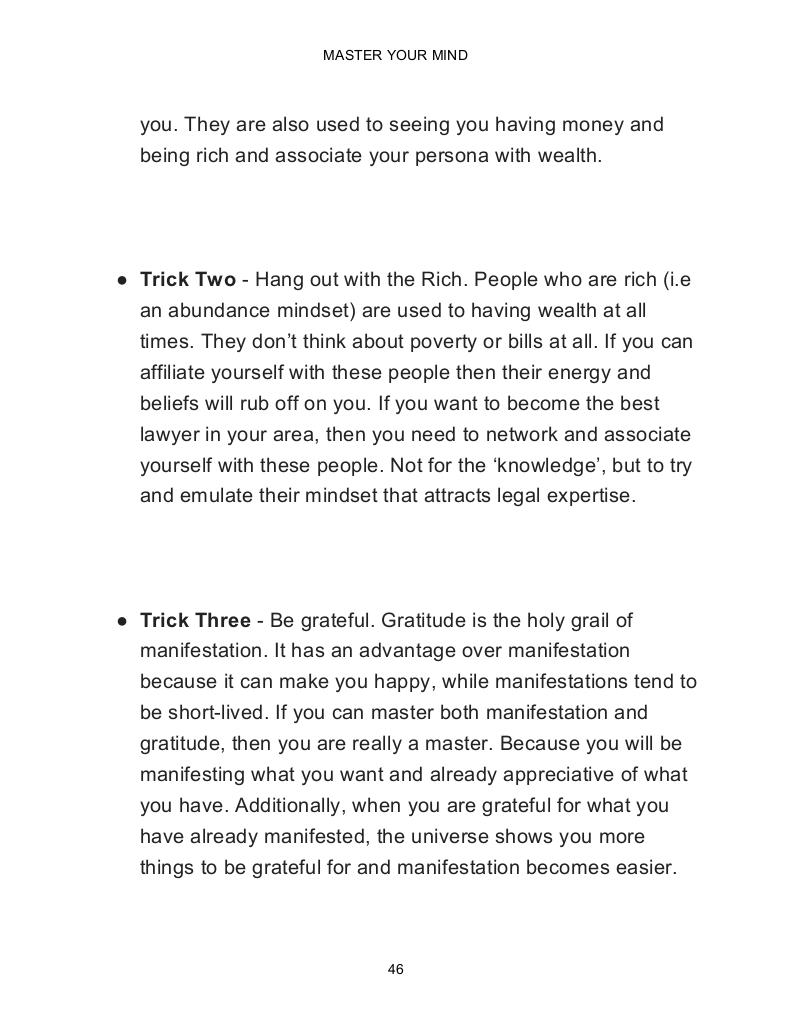 MASTER YOUR MIND
you. They are also used to seeing you having money and
being rich and associate your persona with wealth.
● Trick Two - Hang out with the Rich. People who are rich (i.e
an abundance mindset) are used to having wealth at all
times. They don’t think about poverty or bills at all. If you can
affiliate yourself with these people then their energy and
beliefs will rub off on you. If you want to become the best
lawyer in your area, then you need to network and associate
yourself with these people. Not for the ‘knowledge’, but to try
and emulate their mindset that attracts legal expertise.
● Trick Three - Be grateful. Gratitude is the holy grail of
manifestation. It has an advantage over manifestation
because it can make you happy, while manifestations tend to
be short-lived. If you can master both manifestation and
gratitude, then you are really a master. Because you will be
manifesting what you want and already appreciative of what
you have. Additionally, when you are grateful for what you
have already manifested, the universe shows you more
things to be grateful for and manifestation becomes easier.
46